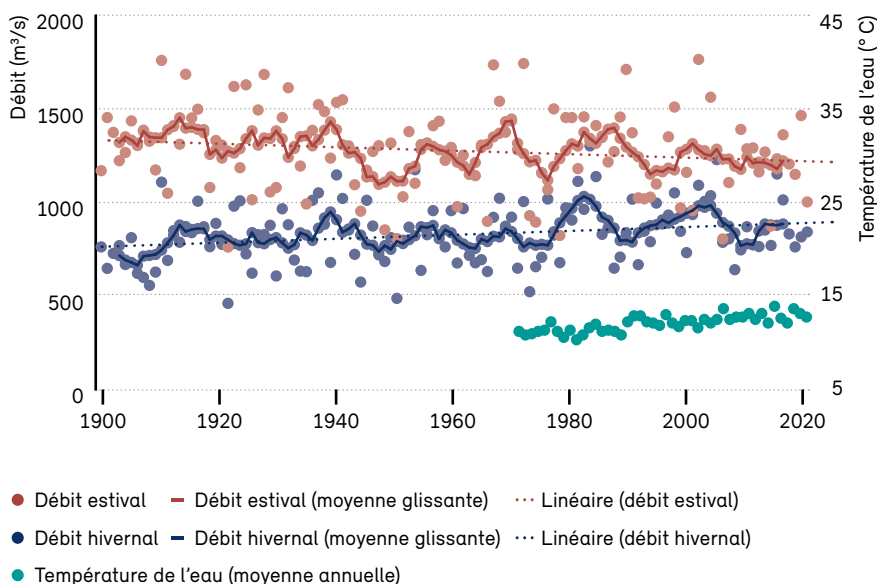 Débit (m³/s)
2000
1500
1000
500
0
45
35
25
15
5
Température de l'eau (° C)
1900 1920 1940 1960 1980 2000 2020
Débit estival Débit estival (moyenne glissante) Linéaire (débit estival)
Débit hivernal Débit hivernal (moyenne glissante) Linéaire (débit hivernal)
Température de l'eau (moyenne annuelle)